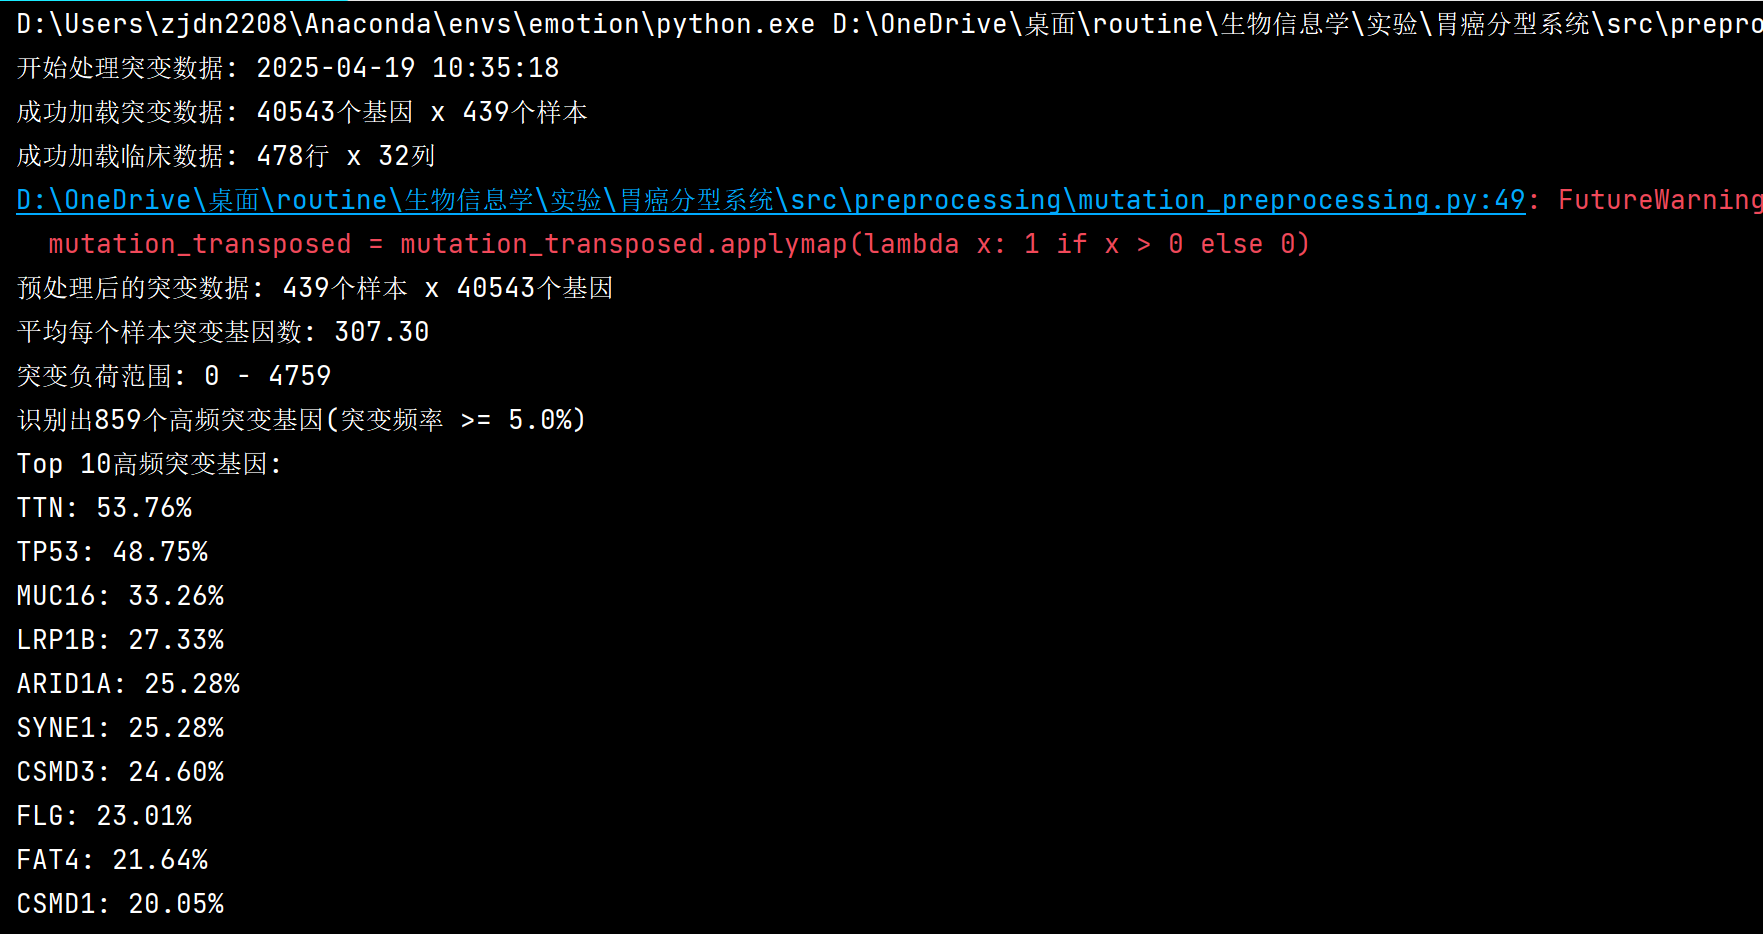 D:\Users\zjdn2208\Anaconda\envs\emotion\python.exe D:\OneDrive\桌面\routine\生物信息学\实验\胃癌分型系统\src\prepro
开始处理突变数据: 2025-04-19 10:35:18
成功加载突变数据: 40543个基因 x 439个样本
成功加载临床数据: 478行 x 32列
D:\OneDrive\桌面\routine\生物信息学\实验\胃癌分型系统\src\preprocessing\mutation_preprocessing.py:49: FutureWarning
mutation_transposed = mutation_transposed.applymap(lambda x: 1 if x > 0 else 0)
预处理后的突变数据: 439个样本 x 40543个基因
平均每个样本突变基因数: 307.30
突变负荷范围: 0 - 4759
识别出859个高频突变基因(突变频率 >= 5.0%)
Top 10高频突变基因:
TTN: 53.76%
TP53: 48.75%
MUC16: 33.26%
LRP1B: 27.33%
ARID1A: 25.28%
SYNE1: 25.28%
CSMD3: 24.60%
FLG: 23.01%
FAT4: 21.64%
CSMD1: 20.05%